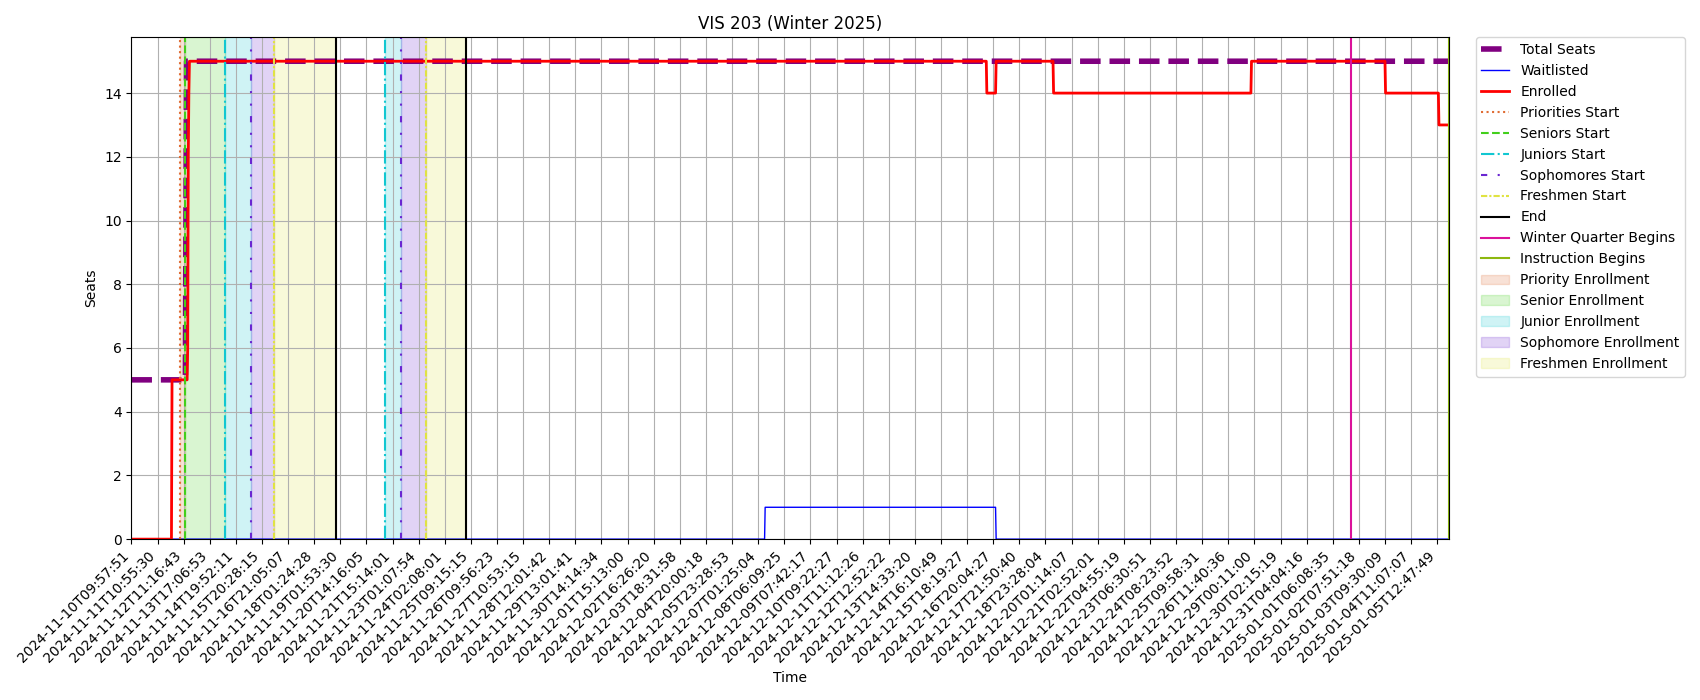 VIS 203 (Winter 2025)
Seats
14
12
10
8
6
4
2
0
2024-11-10T09:57:51
2024-11-11T10:55:30
2024-11-12T11:16:43
2024-11-13T17:06:53
2024-11-14T19:52:11
2024-11-15T20:28:15
2024-11-16T21:05:07
2024-11-18T01:24:28
2024-11-19T01:53:30
2024-11-20T14:16:05
2024-11-21T15:14:01
2024-11-23T01:07:54
2024-11-24T02:08:01
2024-11-25T09:15:15
2024-11-26T09:56:23
2024-11-27T10:53:15
2024-11-28T12:01:42
2024-11-29T13:01:41
2024-11-30T14:14:34
2024-12-01T15:13:00
2024-12-02T16:26:20
2024-12-03T18:31:58
2024-12-04T20:00:18
2024-12-05T23:28:53
2024-12-07T01:25:04
2024-12-08T06:09:25
2024-12-09T07:42:17
2024-12-10T09:22:27
2024-12-11T11:12:26
2024-12-12T12:52:22
2024-12-13T14:33:20
2024-12-14T16:10:49
2024-12-15T18:19:27
2024-12-16T20:04:27
2024-12-17T21:50:40
2024-12-18T23:28:04
2024-12-20T01:14:07
2024-12-21T02:52:01
2024-12-22T04:55:19
2024-12-23T06:30:51
2024-12-24T08:23:52
2024-12-25T09:58:31
2024-12-26T11:40:36
2024-12-29T00:11:00
2024-12-30T02:15:19
2024-12-31T04:04:16
2025-01-01T06:08:35
2025-01-02T07:51:18
2025-01-03T09:30:09
2025-01-04T11:07:07
2025-01-05T12:47:49
Time
Total Seats
Waitlisted
Enrolled
Priorities Start
Seniors Start
Juniors Start
Sophomores Start
Freshmen Start
End
Winter Quarter Begins
Instruction Begins
Priority Enrollment
Senior Enrollment
Junior Enrollment
Sophomore Enrollment
Freshmen Enrollment